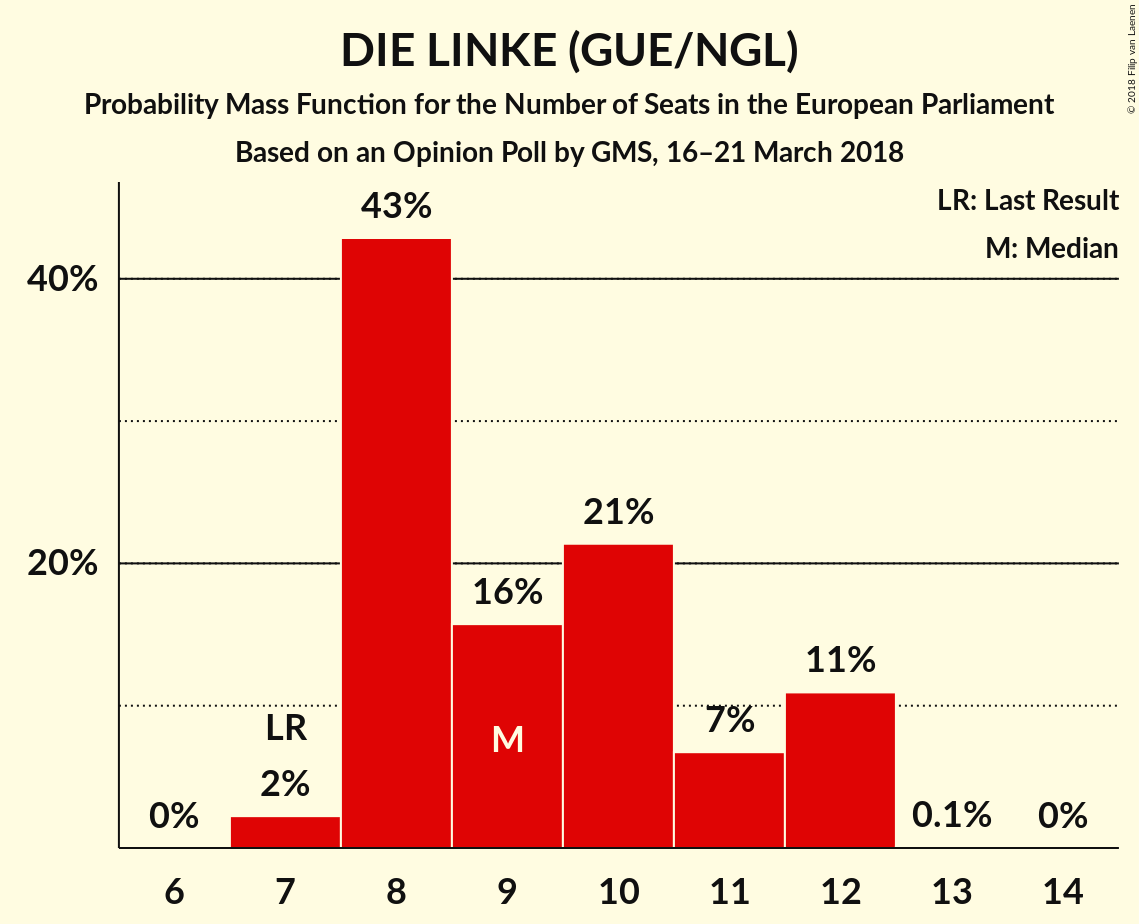 DIE LINKE (GUE/NGL)
Probability Mass Function for the Number of Seats in the European Parliament
Based on an Opinion Poll by GMS, 16–21 March 2018
© 2018 Filip van Laenen
LR: Last Result
M: Median
43%
40%
21%
20%
16%
11%
7%
LR
M
2%
0%
0.1%
0%
6 7 8 9 10 11 12 13 14